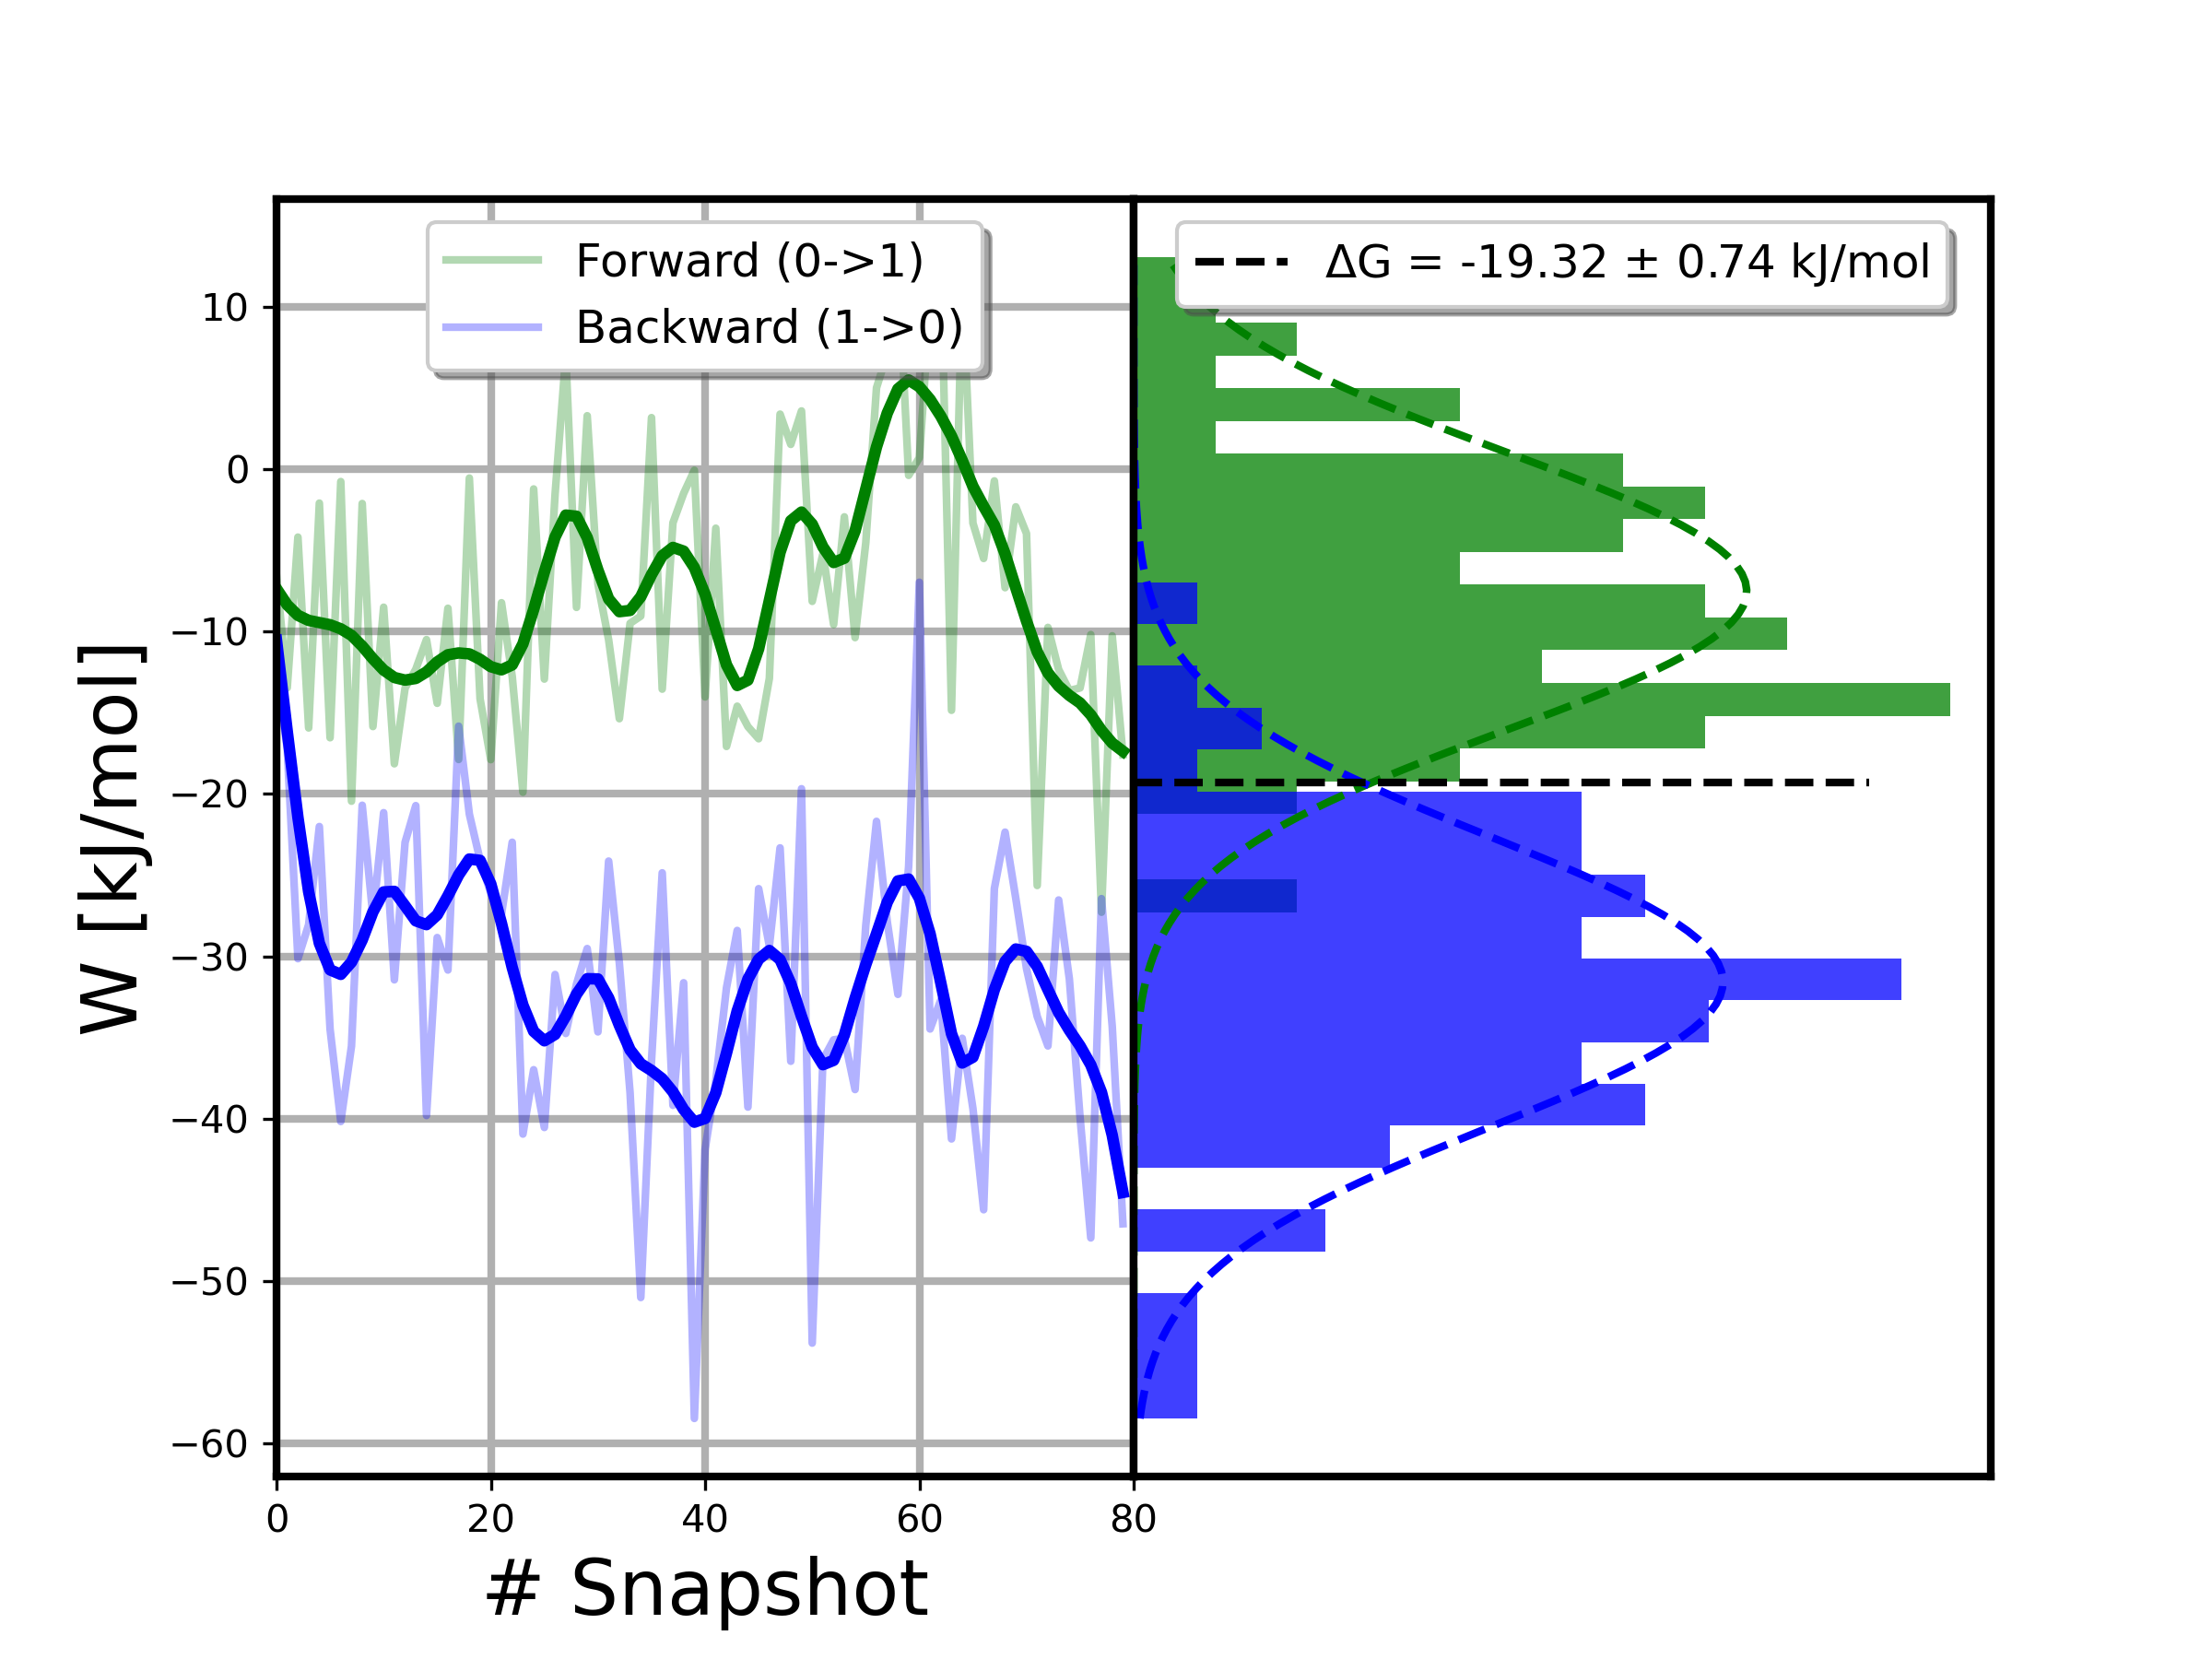 Forward (0->1)
Backward (1->0)
ΔG = -19.32 ± 0.74 kJ/mol
W [kJ/mol]
10
0
−10
−20
−30
−40
−50
−60
0 20 40 60 80
# Snapshot